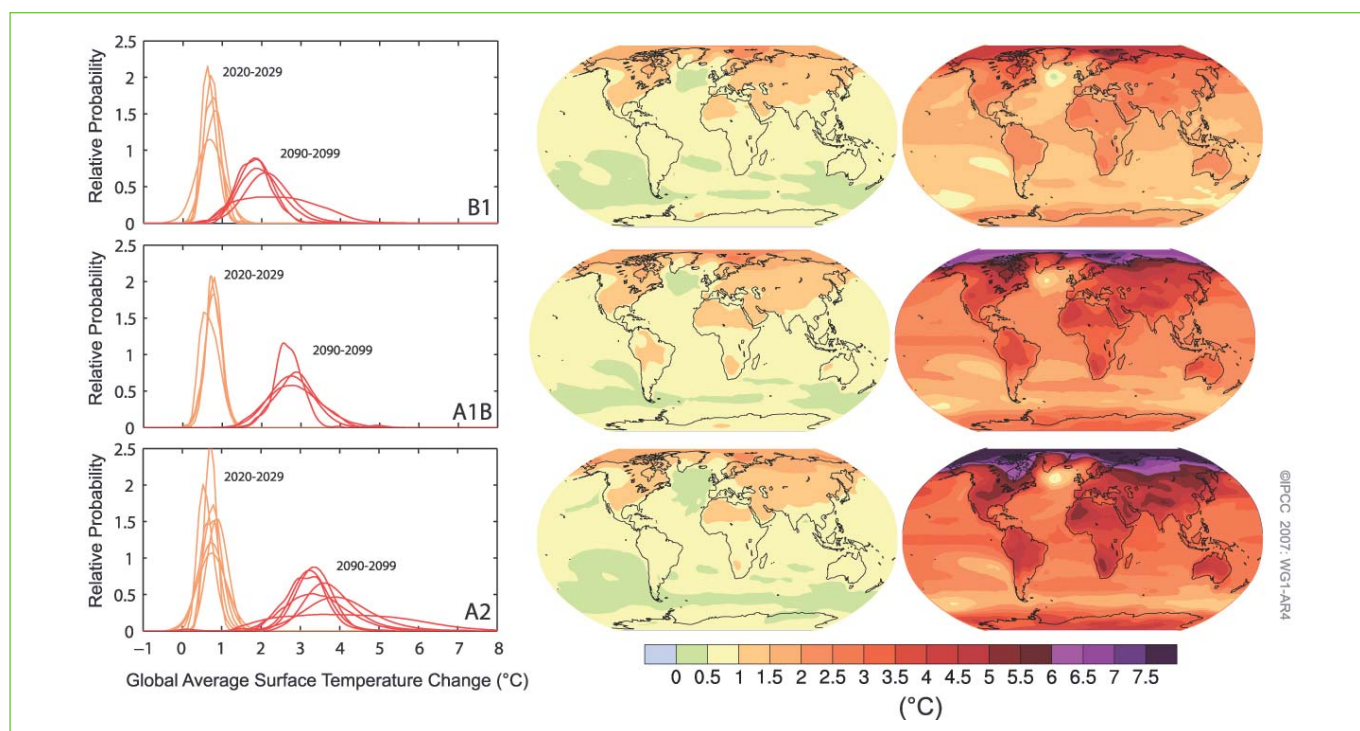 Relative Probability
2.5
2
1.5
1
0.5
0
2020-2029
2090-2099
B1
Relative Probability
2.5
2
1.5
1
0.5
0
2020-2029
2090-2099
A1B
Relative Probability
2.5
2
1.5
1
0.5
0
2020-2029
2090-2099
A2
−1 0 1 2 3 4 5 6 7 8
Global Average Surface Temperature Change (°C)
0 0.5 1 1.5 2 2.5 3 3.5 4 4.5 5 5.5 6 6.5 7 7.5
(°C)
©IPCC 2007: WG1-AR4